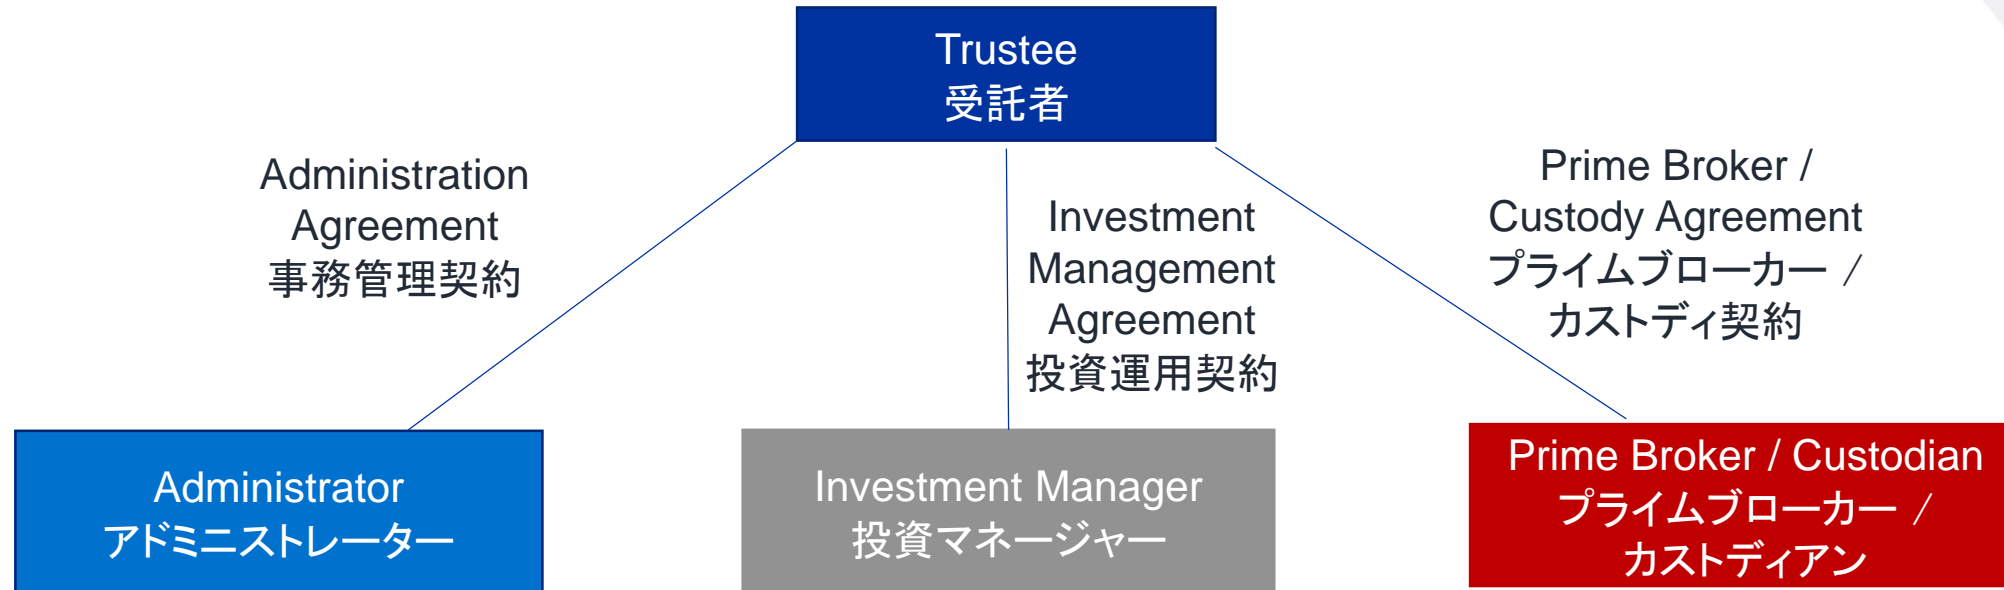 Trustee
受託者
Administration
Agreement
事務管理契約
Investment
Management
Agreement
投資運用契約
Prime Broker /
Custody Agreement
プライムブローカー /
カストディ契約
Administrator
アドミニストレーター
Investment Manager
投資マネージャー
Prime Broker / Custodian
プライムブローカー /
カストディアン